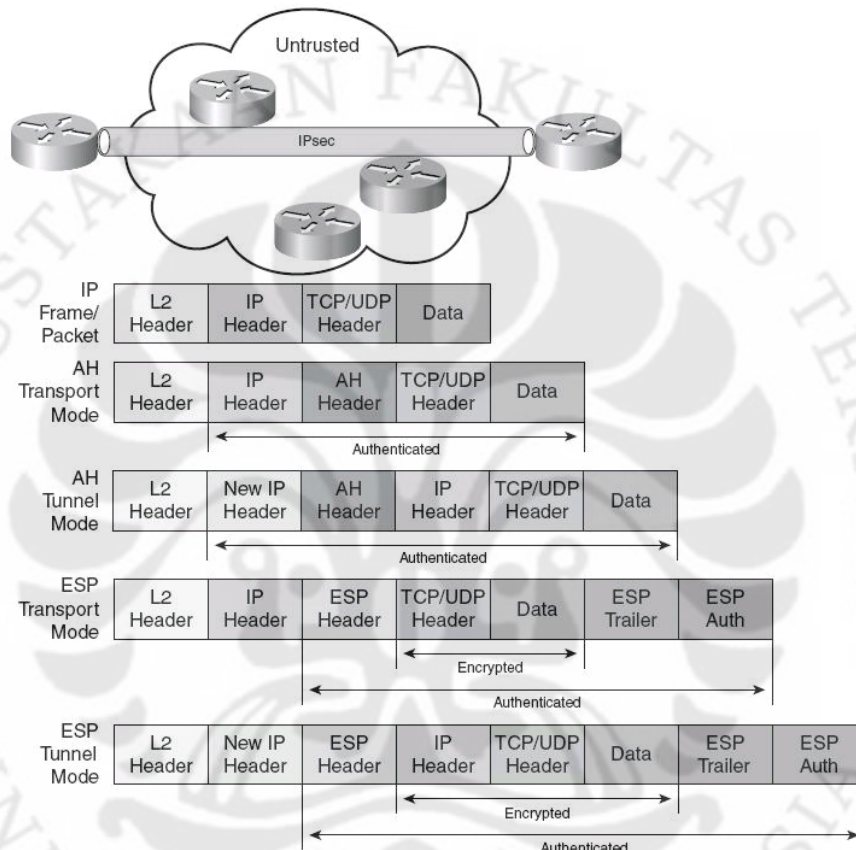 Untrusted
IPsec
IP
Frame/
Packet
L2
Header
IP
Header
TCP/UDP
Header
Data
AH
Transport
Mode
L2
Header
IP
Header
AH
Header
TCP/UDP
Header
Data
Authenticated
AH
Tunnel
Mode
L2
Header
New IP
Header
AH
Header
IP
Header
TCP/UDP
Header
Data
Authenticated
ESP
Transport
Mode
L2
Header
IP
Header
ESP
Header
TCP/UDP
Header
Data
ESP
Trailer
ESP
Auth
Encrypted
Authenticated
ESP
Tunnel
Mode
L2
Header
New IP
Header
ESP
Header
IP
Header
TCP/UDP
Header
Data
ESP
Trailer
ESP
Auth
Encrypted
Authenticated